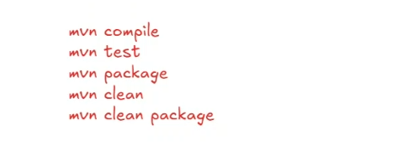 mvn compile
mvn test
mvn package
mvn clean
mvn clean package